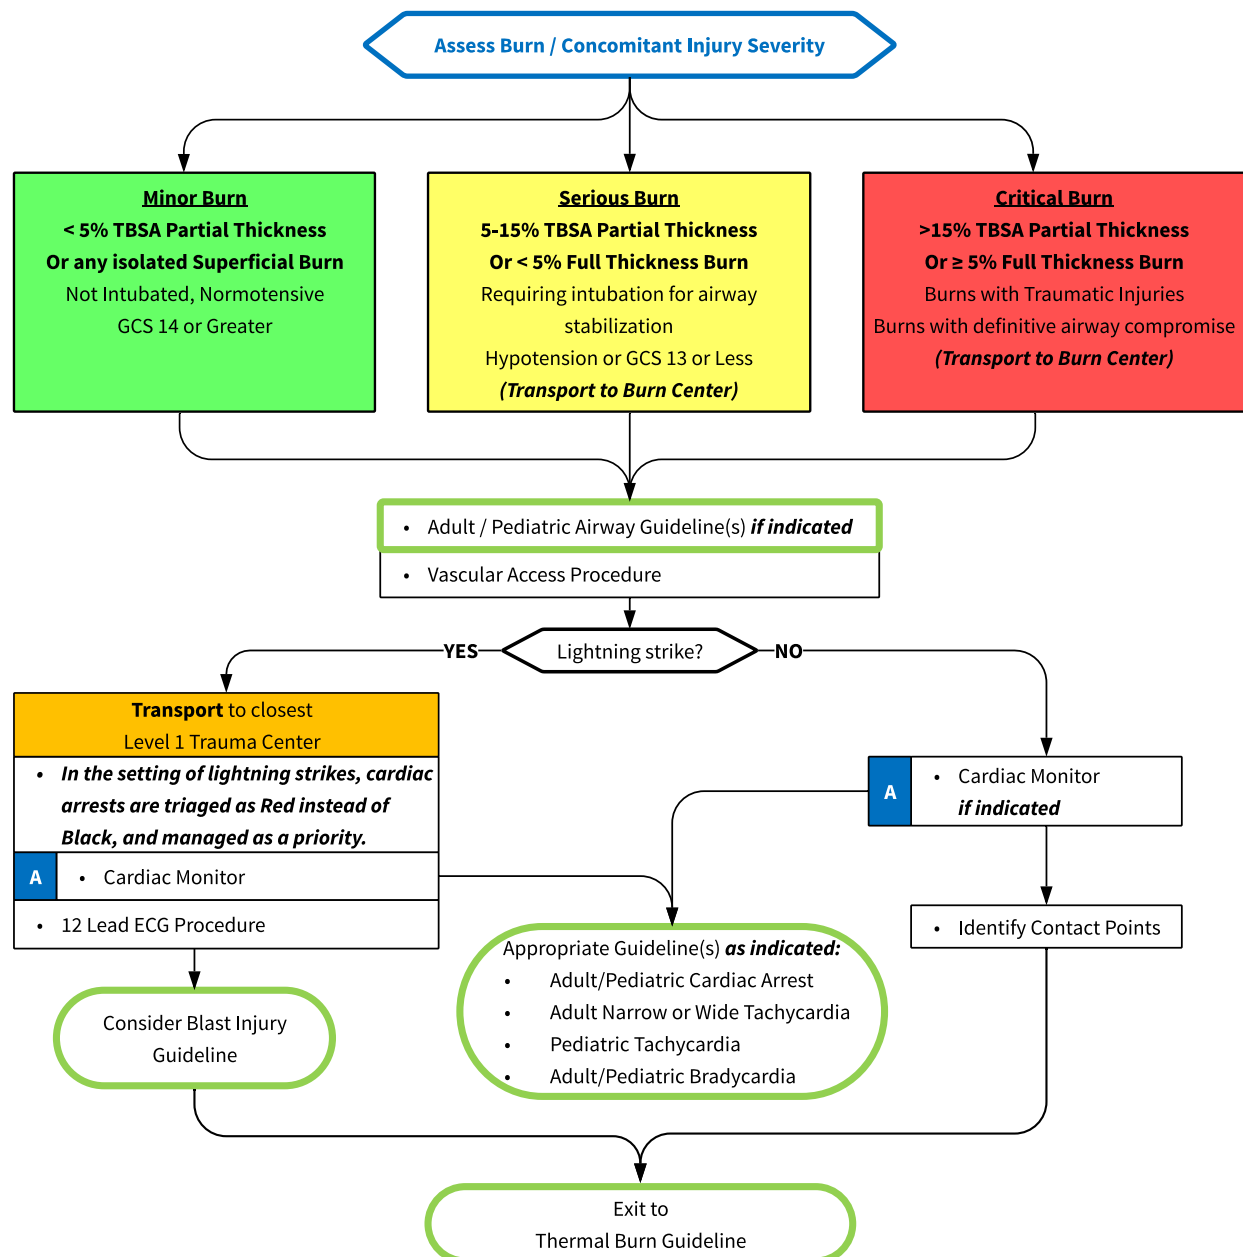 Assess Burn / Concomitant Injury Severity
Minor Burn
< 5% TBSA Partial Thickness
Or any isolated Superficial Burn
Not Intubated, Normotensive
GCS 14 or Greater
Serious Burn
5-15% TBSA Partial Thickness
Or < 5% Full Thickness Burn
Requiring intubation for airway
stabilization
Hypotension or GCS 13 or Less
(Transport to Burn Center)
Critical Burn
>15% TBSA Partial Thickness
Or ≥ 5% Full Thickness Burn
Burns with Traumatic Injuries
Burns with definitive airway compromise
(Transport to Burn Center)
• Adult / Pediatric Airway Guideline(s) if indicated
• Vascular Access Procedure
Lightning strike?
YES
NO
Transport to closest
Level 1 Trauma Center
• In the setting of lightning strikes, cardiac
arrests are triaged as Red instead of
Black, and managed as a priority.
A • Cardiac Monitor
• 12 Lead ECG Procedure
Consider Blast Injury
Guideline
A • Cardiac Monitor
if indicated
• Identify Contact Points
Appropriate Guideline(s) as indicated:
• Adult/Pediatric Cardiac Arrest
• Adult Narrow or Wide Tachycardia
• Pediatric Tachycardia
• Adult/Pediatric Bradycardia
Exit to
Thermal Burn Guideline